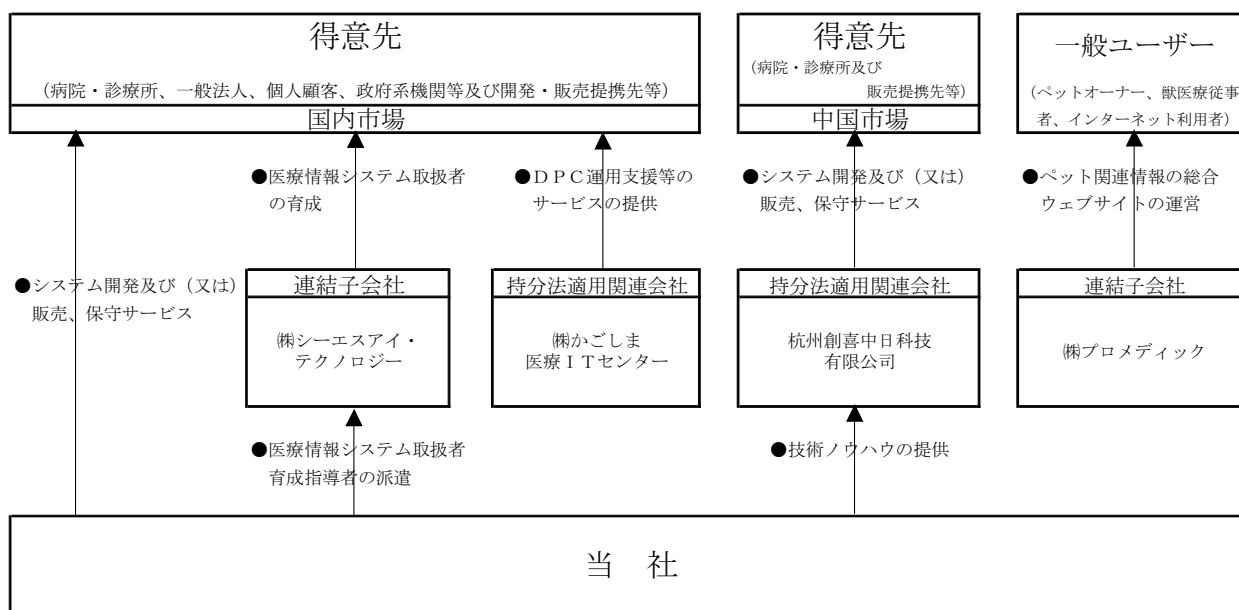 得意先
（病院・診療所、一般法人、個人顧客、政府系機関等及び開発・販売提携先等）
国内市場
得意先
（病院・診療所及び
販売提携先等）
中国市場
一般ユーザー
（ペットオーナー、獣医療従事
者、インターネット利用者）
●医療情報システム取扱者
の育成
●ＤＰＣ運用支援等の
サービスの提供
●システム開発及び（又は）
販売、保守サービス
●ペット関連情報の総合
ウェブサイトの運営
●システム開発及び（又は）
販売、保守サービス
連結子会社
㈱シーエスアイ・
テクノロジー
持分法適用関連会社
㈱かごしま
医療ＩＴセンター
持分法適用関連会社
杭州創喜中日科技
有限公司
連結子会社
㈱プロメディック
●医療情報システム取扱者
育成指導者の派遣
●技術ノウハウの提供
当　社